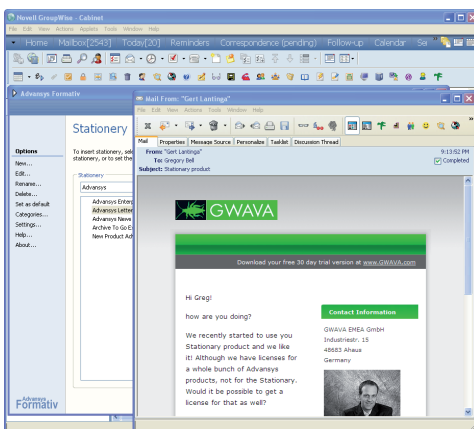 Novell GroupWise - Cabinet
File Edit View Actions Applets Tools Window Help
Home Mailbox[2543] Today[20] Reminders Correspondence (pending) Follow-up Calendar Se
Advansys Formativ
Mail From: "Gert Lantinga"
File Edit View Actions Tools Window Help
Mail Properties Message Source Personalize Tasklist Discussion Thread
From: "Gert Lantinga" 9:13:52 PM
To: Gregory Bell Completed
Subject: Stationary product
Stationery
To insert stationery, sele
stationery, or to set the
Options
New...
Edit...
Rename...
Delete...
Set as default
Categories...
Settings...
Help...
About...
Stationery
Advansys
Advansys Enterp
Advansys Letter
Advansys News
Archive To Go E
New Product Adv
Advansys
Formativ
GWAVA
Download your free 30 day trial version at www.GWAVA.com
Hi Greg!
how are you doing?
We recently started to use you
Stationary product and we like
it! Although we have licenses for
a whole bunch of Advansys
products, not for the Stationary.
Would it be possible to get a
license for that as well?
Contact Information
GWAVA EMEA GmbH
Industriestr. 15
48683 Ahaus
Germany